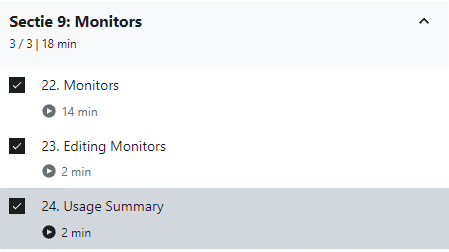 Sectie 9: Monitors
3 / 3 | 18 min
22. Monitors
14 min
23. Editing Monitors
2 min
24. Usage Summary
2 min